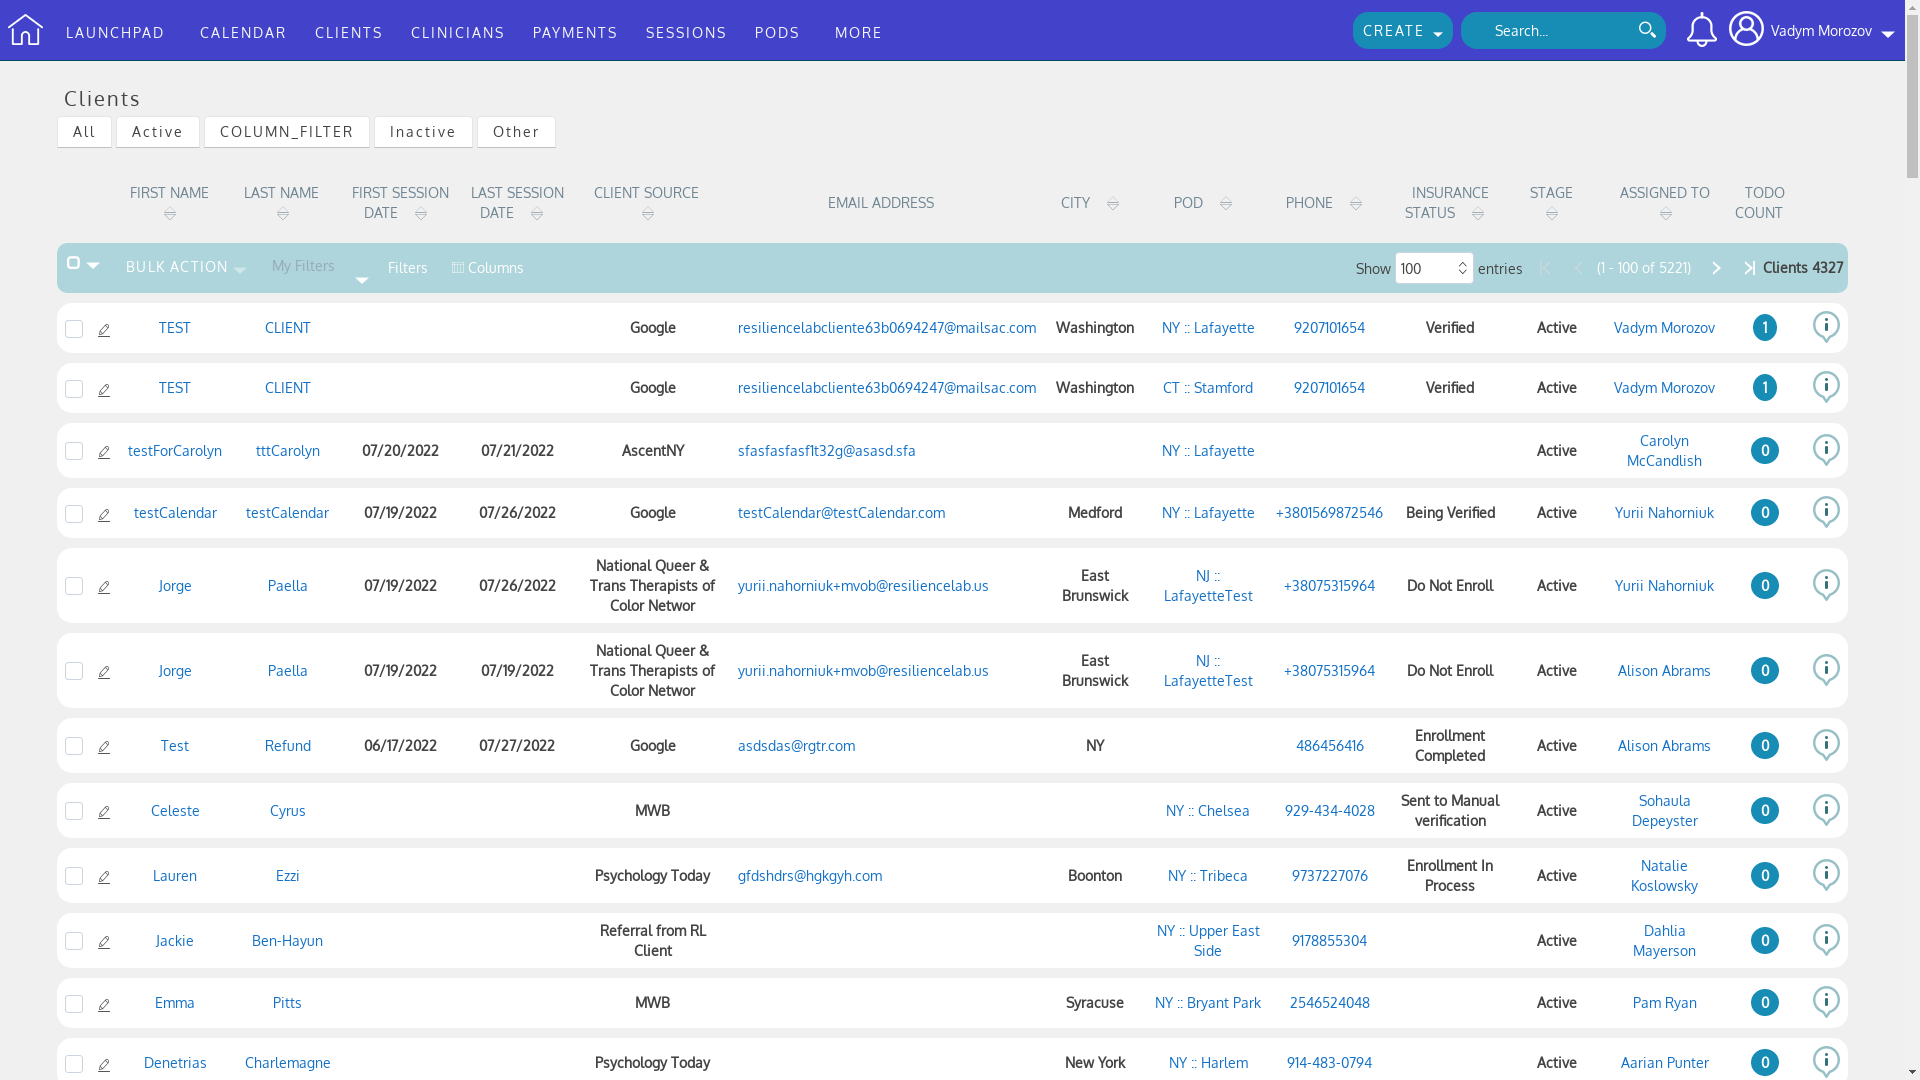 LAUNCHPAD CALENDAR CLIENTS CLINICIANS PAYMENTS SESSIONS PODS MORE CREATE Search... Vadym Morozov
Clients
All Active COLUMN_FILTER Inactive Other
FIRST NAME LAST NAME FIRST SESSION DATE LAST SESSION DATE CLIENT SOURCE EMAIL ADDRESS CITY POD PHONE INSURANCE STATUS STAGE ASSIGNED TO TODO COUNT
BULK ACTION My Filters Filters Columns Show 100 entries (1 - 100 of 5221) Clients 4327
TEST CLIENT Google resiliencelabcliente63b0694247@mailsac.com Washington NY :: Lafayette 9207101654 Verified Active Vadym Morozov 1
TEST CLIENT Google resiliencelabcliente63b0694247@mailsac.com Washington CT :: Stamford 9207101654 Verified Active Vadym Morozov 1
testForCarolyn tttCarolyn 07/20/2022 07/21/2022 AscentNY sfasfasfasf1t32g@asasd.sfa NY :: Lafayette Active Carolyn McCandlish 0
testCalendar testCalendar 07/19/2022 07/26/2022 Google testCalendar@testCalendar.com Medford NY :: Lafayette +3801569872546 Being Verified Active Yurii Nahorniuk 0
Jorge Paella 07/19/2022 07/26/2022 National Queer & Trans Therapists of Color Networ yurii.nahorniuk+mvob@resiliencelab.us East Brunswick NJ :: LafayetteTest +38075315964 Do Not Enroll Active Yurii Nahorniuk 0
Jorge Paella 07/19/2022 07/19/2022 National Queer & Trans Therapists of Color Networ yurii.nahorniuk+mvob@resiliencelab.us East Brunswick NJ :: LafayetteTest +38075315964 Do Not Enroll Active Alison Abrams 0
Test Refund 06/17/2022 07/27/2022 Google asdsdas@rgtr.com NY 486456416 Enrollment Completed Active Alison Abrams 0
Celeste Cyrus MWB NY :: Chelsea 929-434-4028 Sent to Manual verification Active Sohaula Depeyster 0
Lauren Ezzi Psychology Today gfdshdrs@hgkgyh.com Boonton NY :: Tribeca 9737227076 Enrollment In Process Active Natalie Koslowsky 0
Jackie Ben-Hayun Referral from RL Client NY :: Upper East Side 9178855304 Active Dahlia Mayerson 0
Emma Pitts MWB Syracuse NY :: Bryant Park 2546524048 Active Pam Ryan 0
Denetrias Charlemagne Psychology Today New York NY :: Harlem 914-483-0794 Active Aarian Punter 0